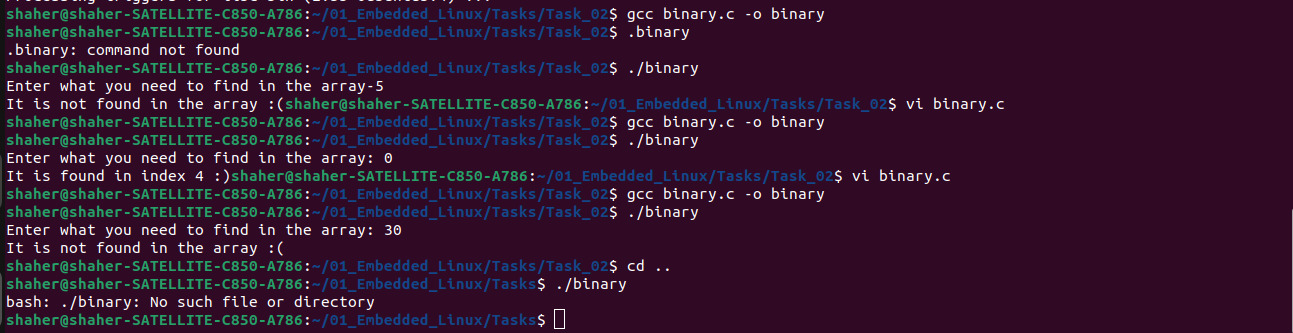 shaher@shaher-SATELLITE-C850-A786:~/01_Embedded_Linux/Tasks/Task_02$ gcc binary.c -o binary
shaher@shaher-SATELLITE-C850-A786:~/01_Embedded_Linux/Tasks/Task_02$ .binary
.binary: command not found
shaher@shaher-SATELLITE-C850-A786:~/01_Embedded_Linux/Tasks/Task_02$ ./binary
Enter what you need to find in the array-5
It is not found in the array :(shaher@shaher-SATELLITE-C850-A786:~/01_Embedded_Linux/Tasks/Task_02$ vi binary.c
shaher@shaher-SATELLITE-C850-A786:~/01_Embedded_Linux/Tasks/Task_02$ gcc binary.c -o binary
shaher@shaher-SATELLITE-C850-A786:~/01_Embedded_Linux/Tasks/Task_02$ ./binary
Enter what you need to find in the array: 0
It is found in index 4 :)shaher@shaher-SATELLITE-C850-A786:~/01_Embedded_Linux/Tasks/Task_02$ vi binary.c
shaher@shaher-SATELLITE-C850-A786:~/01_Embedded_Linux/Tasks/Task_02$ gcc binary.c -o binary
shaher@shaher-SATELLITE-C850-A786:~/01_Embedded_Linux/Tasks/Task_02$ ./binary
Enter what you need to find in the array: 30
It is not found in the array :(
shaher@shaher-SATELLITE-C850-A786:~/01_Embedded_Linux/Tasks/Task_02$ cd ..
shaher@shaher-SATELLITE-C850-A786:~/01_Embedded_Linux/Tasks$ ./binary
bash: ./binary: No such file or directory
shaher@shaher-SATELLITE-C850-A786:~/01_Embedded_Linux/Tasks$